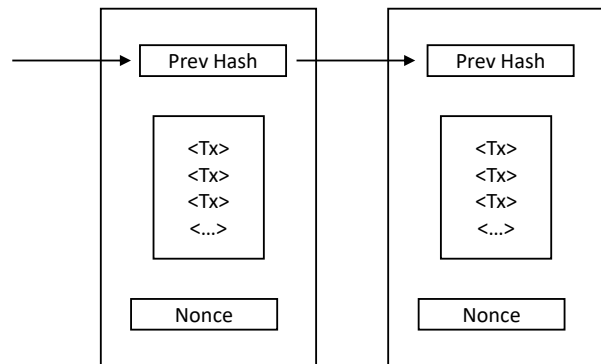 Prev Hash
<Tx>
<Tx>
<Tx>
<...>
Nonce
Prev Hash
<Tx>
<Tx>
<Tx>
<...>
Nonce